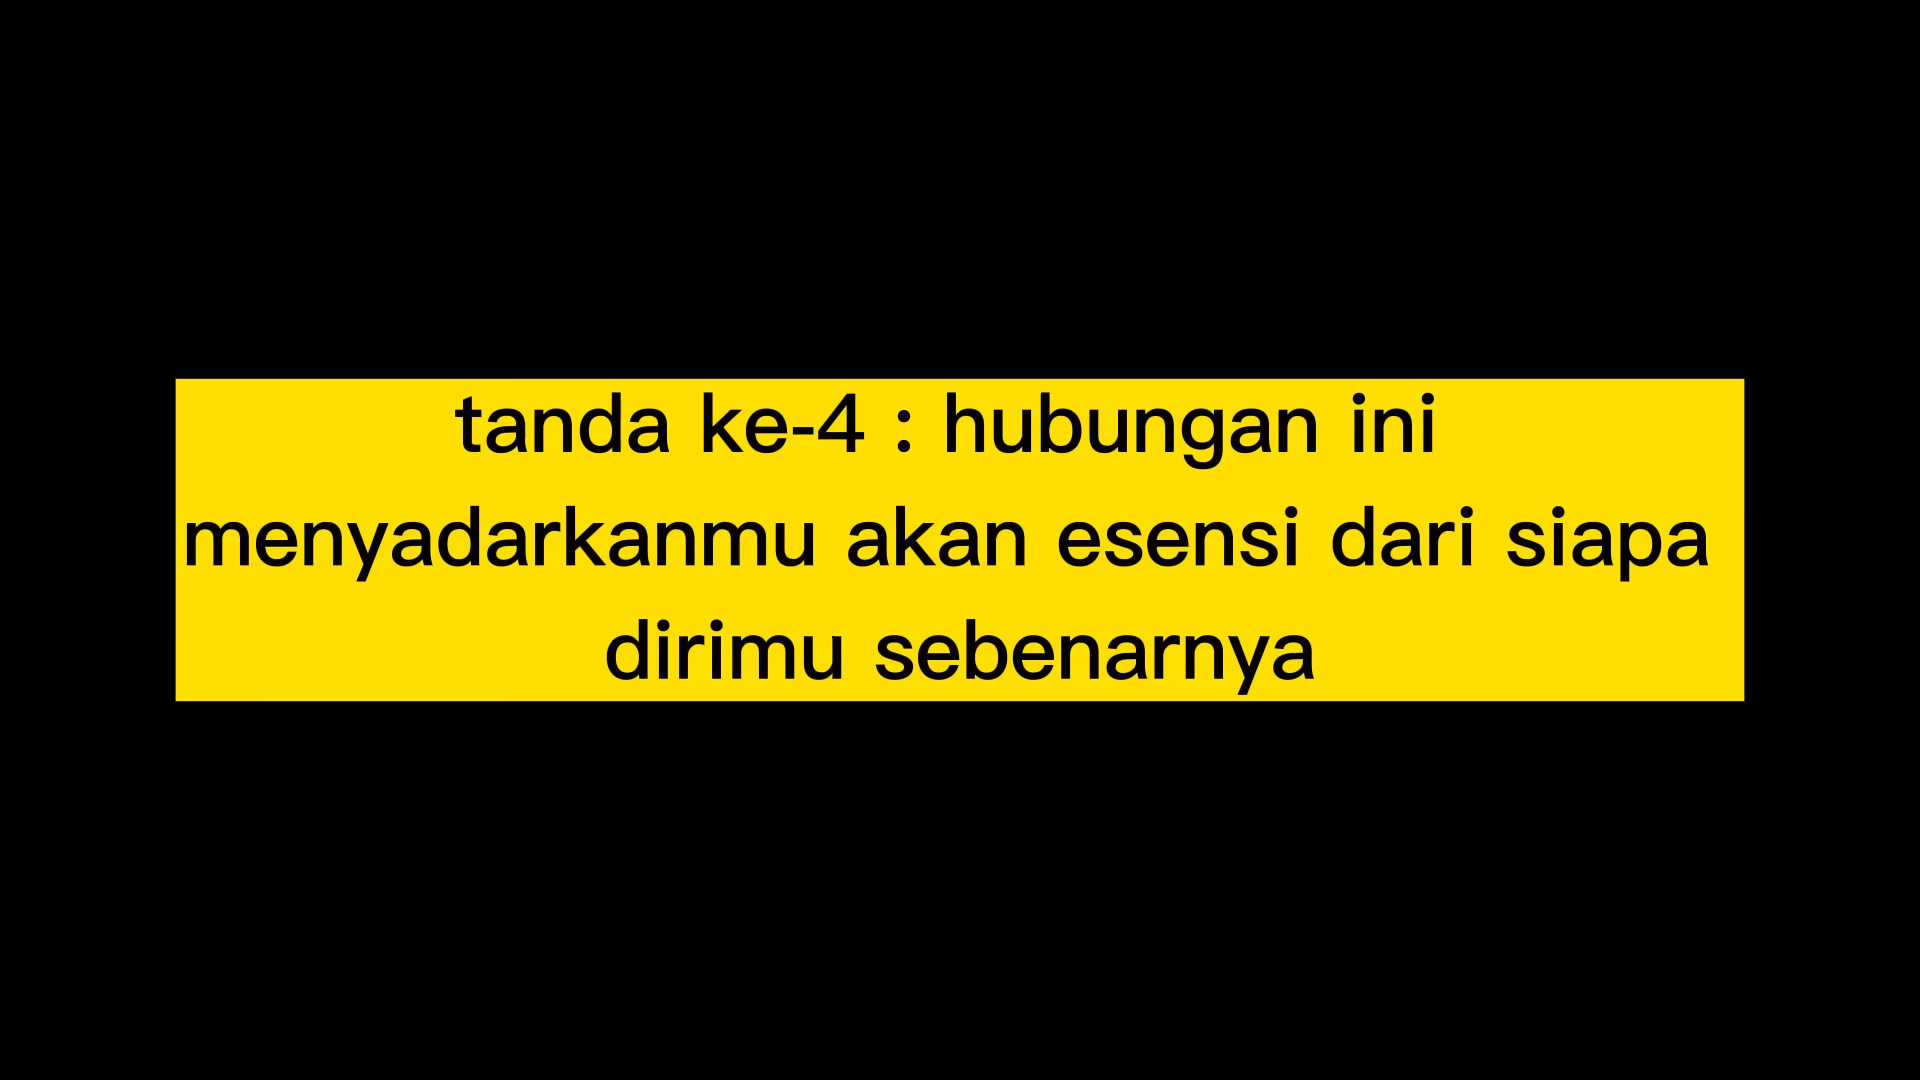 tanda ke-4 : hubungan ini
menyadarkanmu akan esensi dari siapa
dirimu sebenarnya